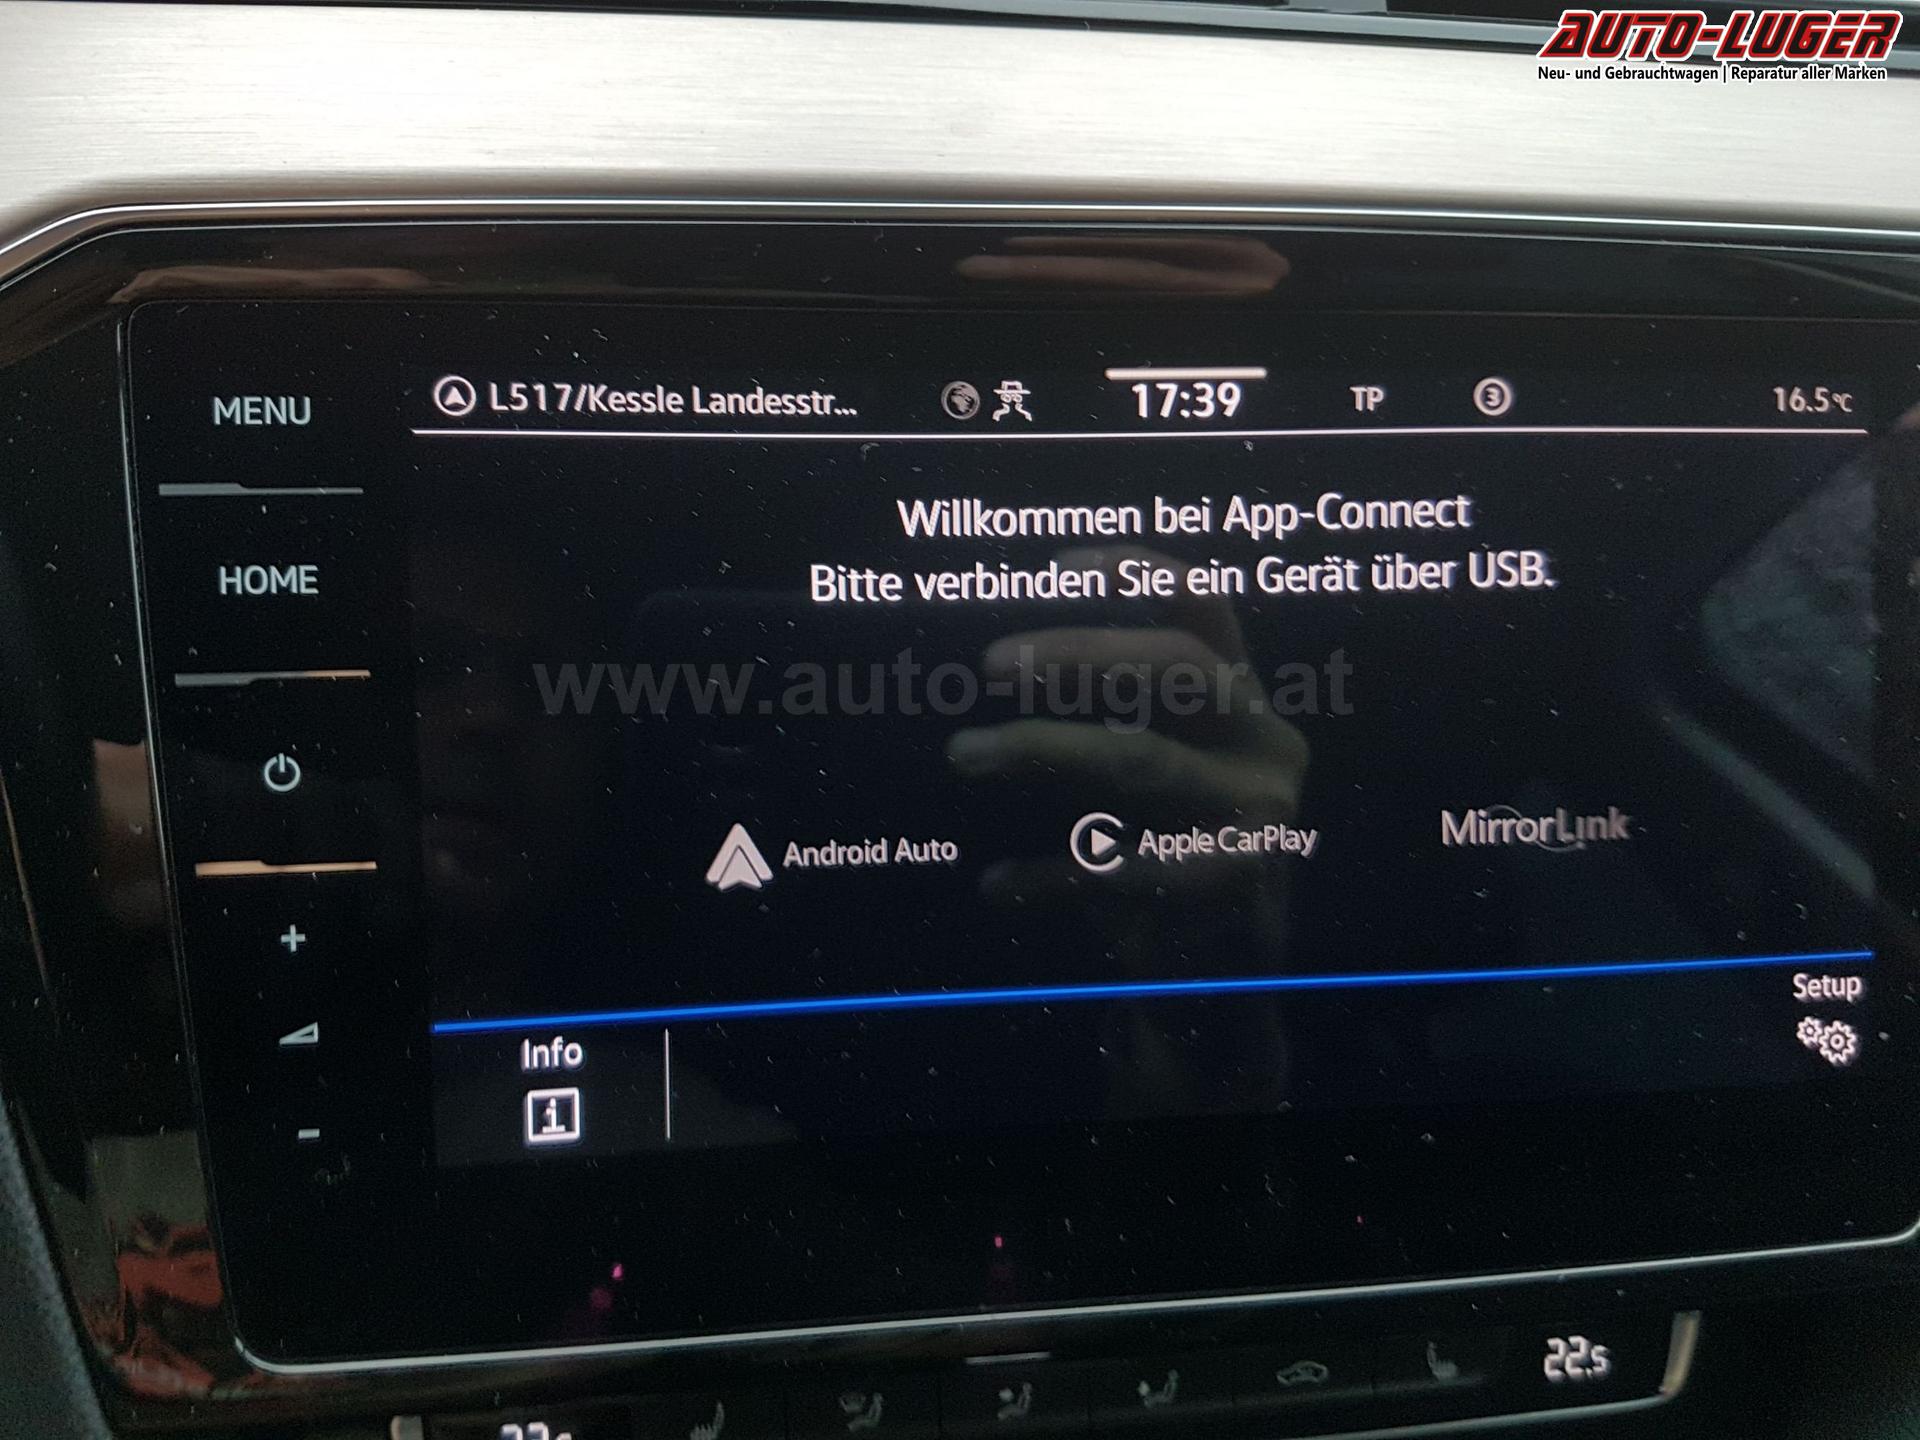 AUTO-LUGER
Neu- und Gebrauchtwagen | Reparatur aller Marken
MENU
L517/Kessle Landesstr...
17:39
TP
3
16.5°C
Willkommen bei App-Connect
HOME
Bitte verbinden Sie ein Gerät über USB.
www.auto-luger.at
Android Auto
Apple CarPlay
MirrorLink
+
Setup
Info
i
-
22.5